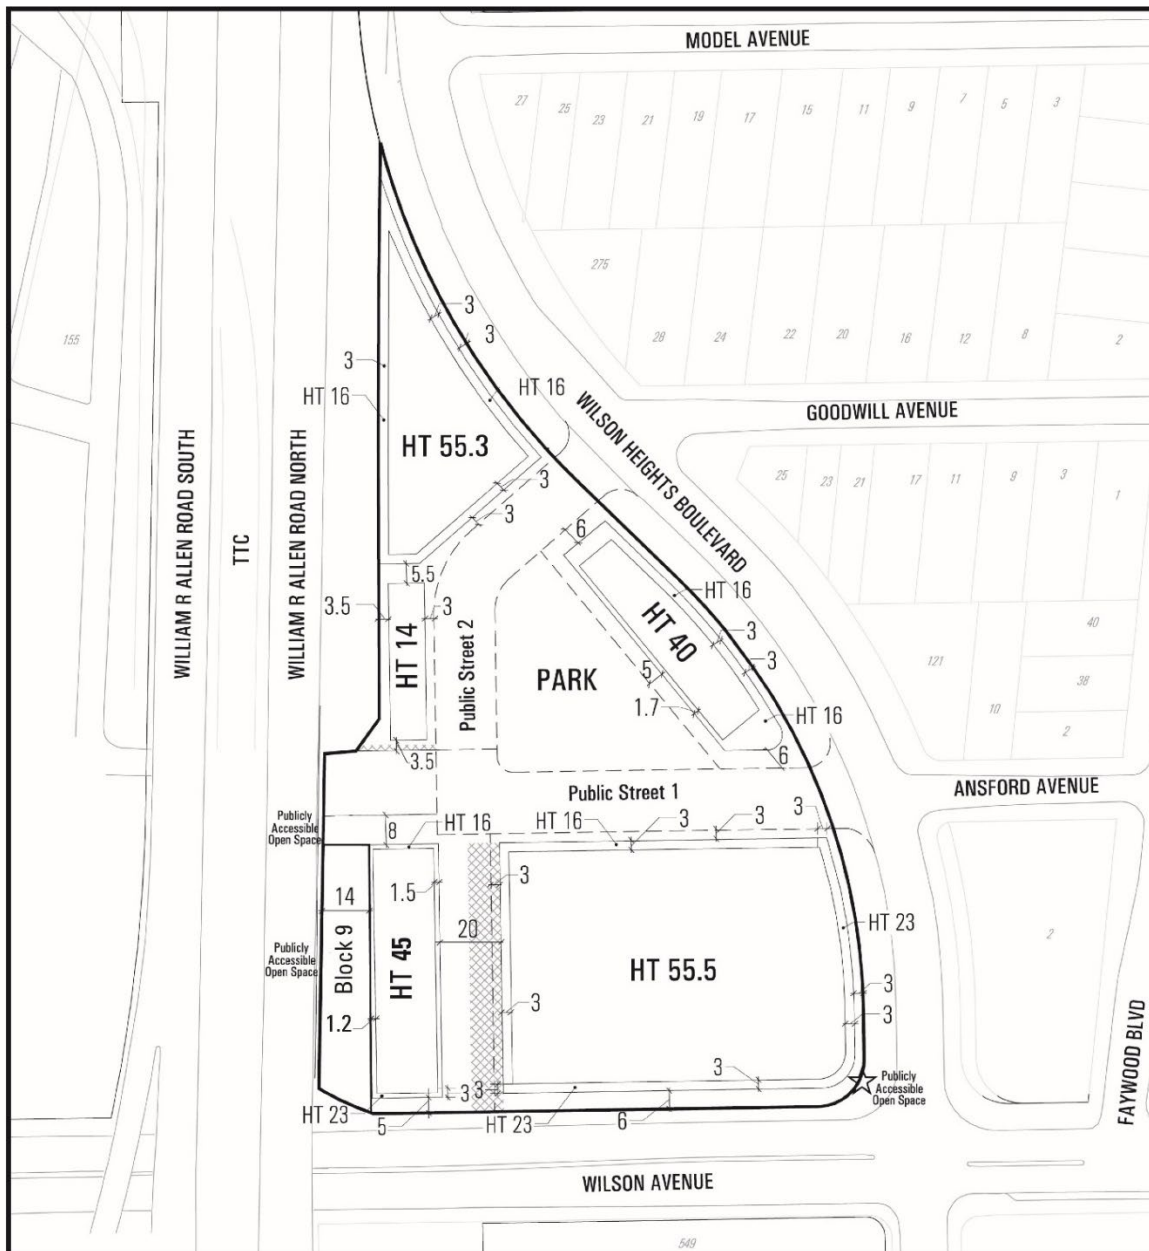 MODEL AVENUE
27 25 23 21 19 17 15 11 9 7 5 3
275
155
28 24 22 20 16 12 8 2
3
3
3
HT 16
HT 16
HT 55.3
GOODWILL AVENUE
WILSON HEIGHTS BOULEVARD
25 23 21 17 11 9 3 1
3
3
6
5.5
HT 16
3.5
3
HT 14
HT 40
3
3
40
WILLIAM R ALLEN ROAD SOUTH
TTC
WILLIAM R ALLEN ROAD NORTH
Public Street 2
PARK
5
1.7
HT 16
121
38
10
2
3.5
6
Public Street 1
ANSFORD AVENUE
Publicly
Accessible
Open Space
8
HT 16
HT 16
3
3
3
1.5
3
14
20
HT 23
Publicly
Accessible
Open Space
Block 9
HT 45
HT 55.5
2
1.2
3
3
3
3
3
3
Publicly
Accessible
Open Space
HT 23
5
HT 23
6
FAYWOOD BLVD
WILSON AVENUE
549